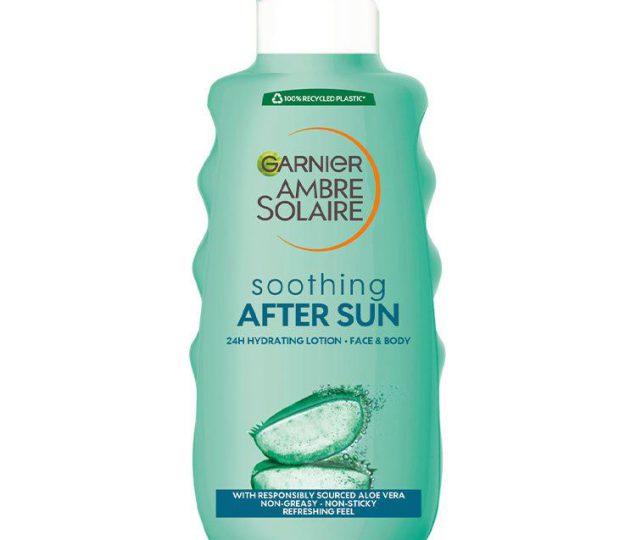 100% RECYCLED PLASTIC*
GARNIER
AMBRE
SOLAIRE
soothing
AFTER SUN
24H HYDRATING LOTION • FACE & BODY
WITH RESPONSIBLY SOURCED ALOE VERA
NON-GREASY • NON-STICKY
REFRESHING FEEL